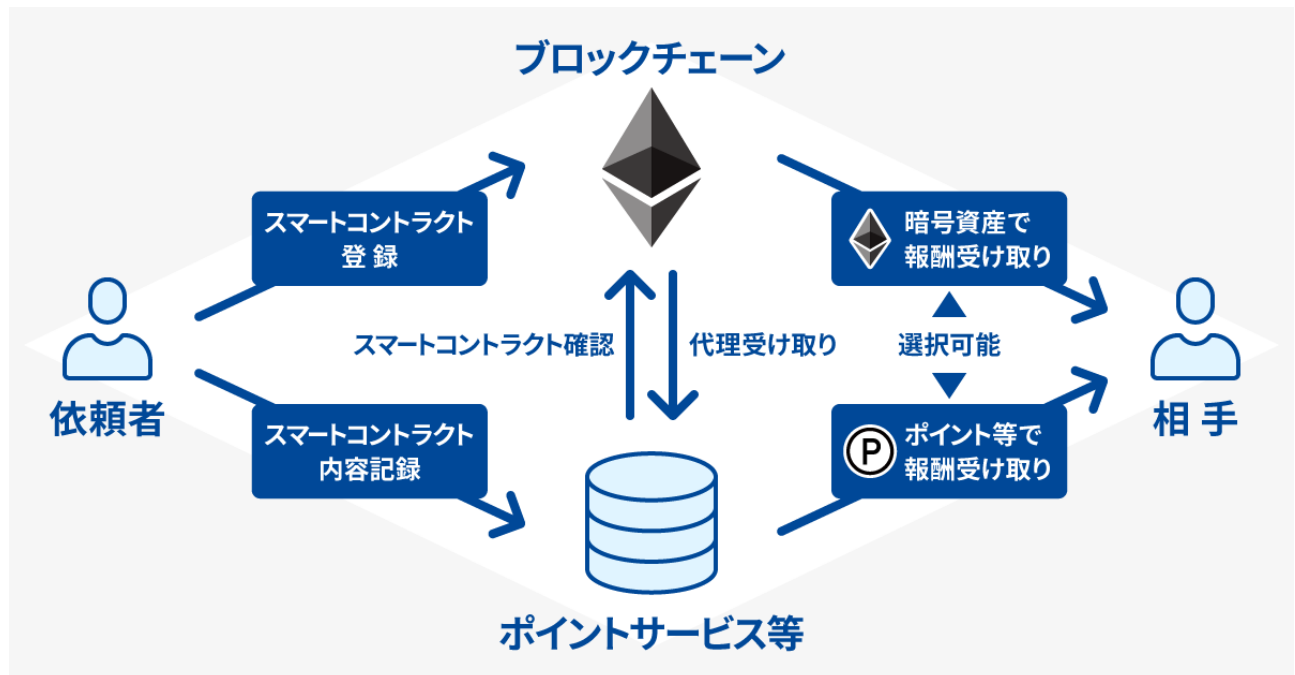 ブロックチェーン
スマートコントラクト
登録
暗号資産で
報酬受け取り
スマートコントラクト確認
代理受け取り
選択可能
依頼者
相手
スマートコントラクト
内容記録
P
ポイント等で
報酬受け取り
ポイントサービス等